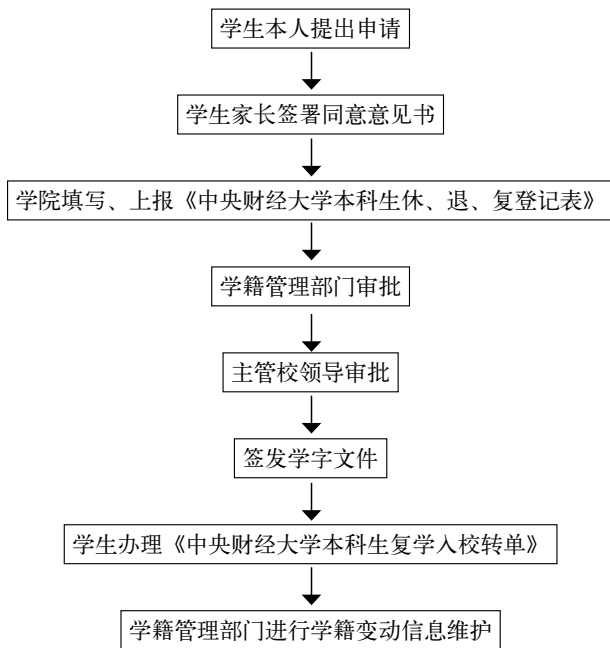 学生本人提出申请
学生家长签署同意意见书
学院填写、上报《中央财经大学本科生休、退、复登记表》
学籍管理部门审批
主管校领导审批
签发学字文件
学生办理《中央财经大学本科生复学入校转单》
学籍管理部门进行学籍变动信息维护